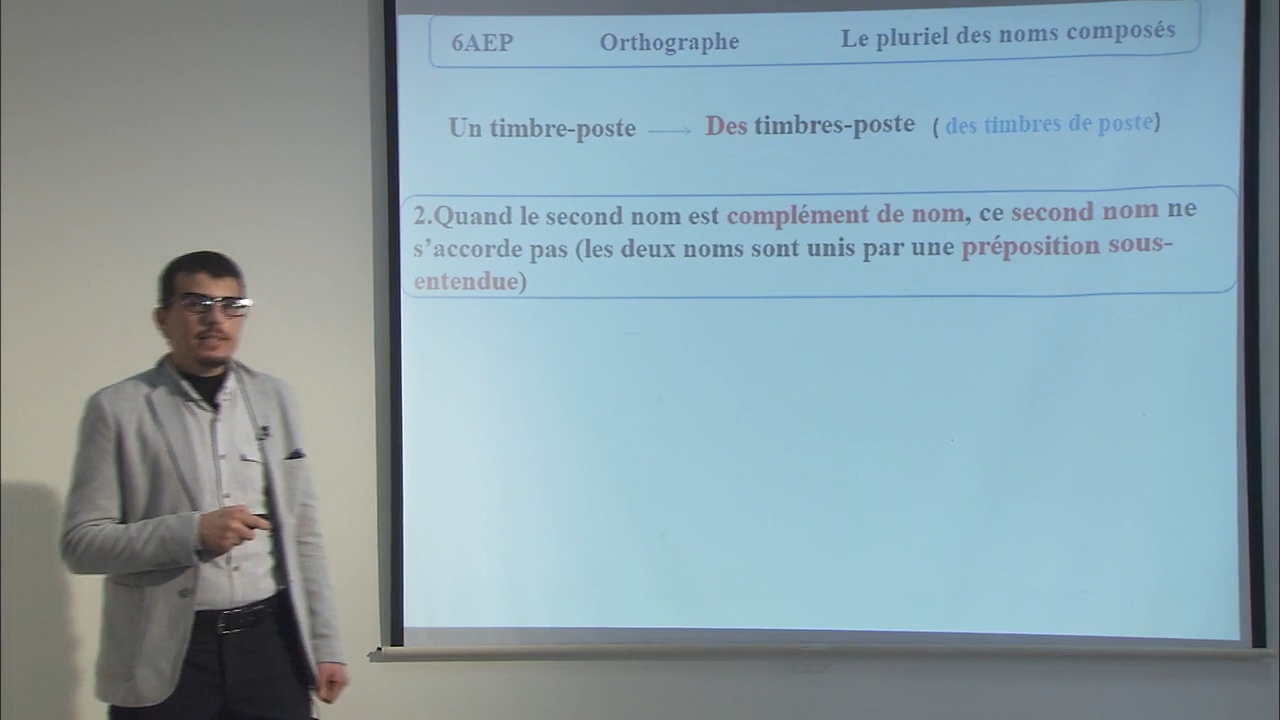 6AEP Orthographe Le pluriel des noms composés
Un timbre-poste → Des timbres-poste ( des timbres de poste)
2.Quand le second nom est complément de nom, ce second nom ne
s’accorde pas (les deux noms sont unis par une préposition sous-
entendue)